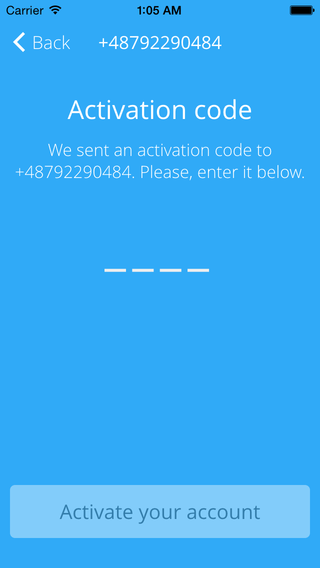 Carrier 1:05 AM
Back +48792290484
Activation code
We sent an activation code to
+48792290484. Please, enter it below.
Activate your account